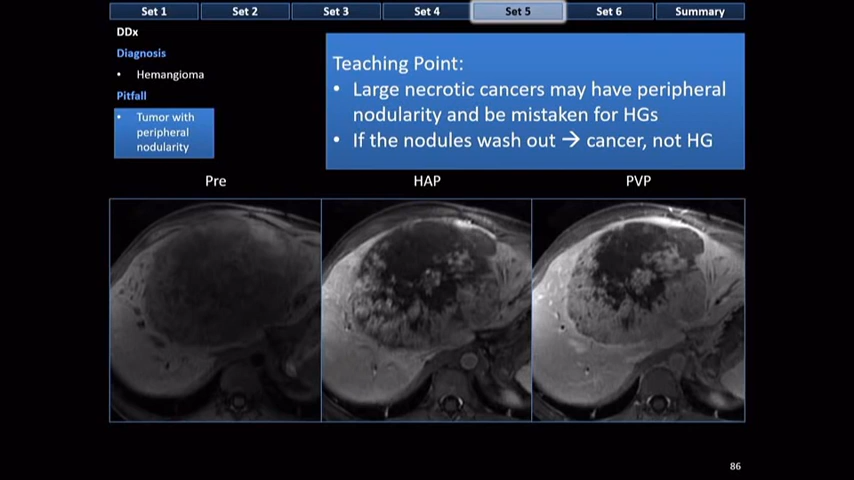 Set 1 Set 2 Set 3 Set 4 Set 5 Set 6 Summary
DDx
Diagnosis
• Hemangioma
Pitfall
• Tumor with
peripheral
nodularity
Teaching Point:
• Large necrotic cancers may have peripheral
nodularity and be mistaken for HGs
• If the nodules wash out → cancer, not HG
Pre HAP PVP
86